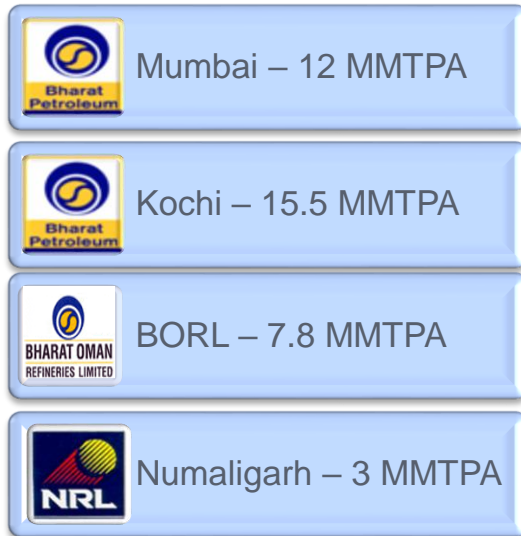 Bharat
Petroleum
Mumbai – 12 MMTPA
Bharat
Petroleum
Kochi – 15.5 MMTPA
BHARAT OMAN
REFINERIES LIMITED
BORL – 7.8 MMTPA
NRL
Numaligarh – 3 MMTPA